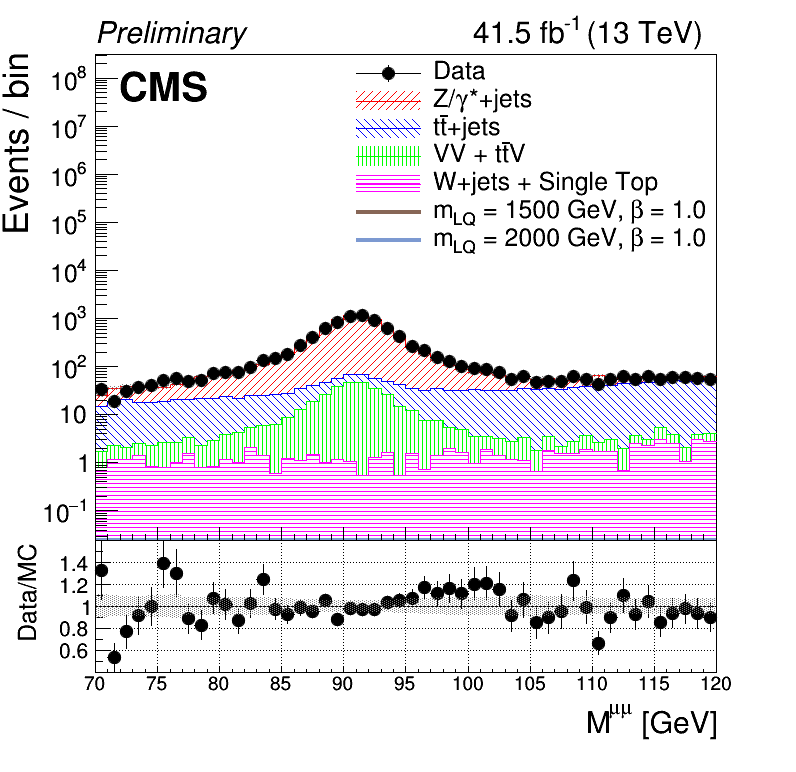 Preliminary 41.5 fb⁻¹ (13 TeV)
CMS
Data
Z/γ*+jets
tt̄+jets
VV + tt̄V
W+jets + Single Top
m_LQ = 1500 GeV, β = 1.0
m_LQ = 2000 GeV, β = 1.0
Events / bin
10⁸
10⁷
10⁶
10⁵
10⁴
10³
10²
10
1
10⁻¹
Data/MC
1.4
1.2
1
0.8
0.6
70 75 80 85 90 95 100 105 110 115 120
M^μμ [GeV]